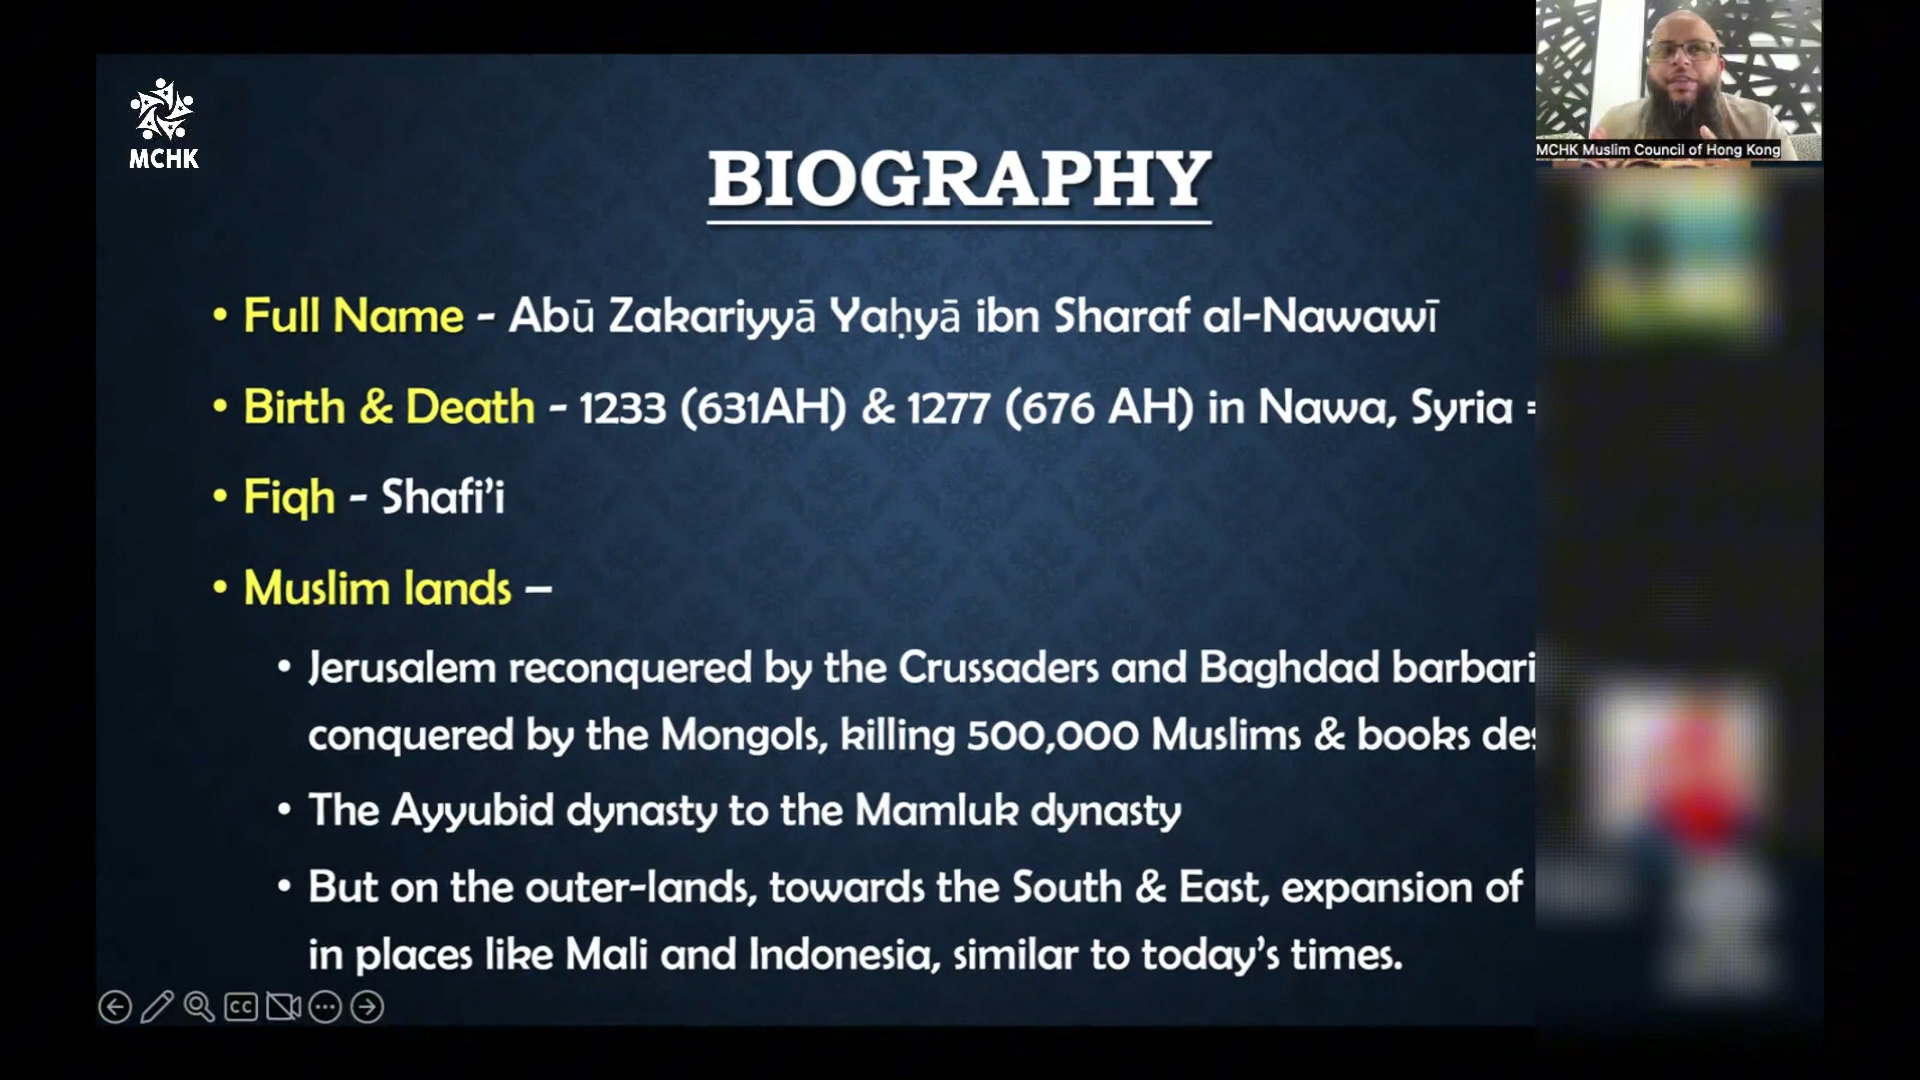 MCHK
BIOGRAPHY
• Full Name - Abū Zakariyyā Yaḥyā ibn Sharaf al-Nawawī
• Birth & Death - 1233 (631AH) & 1277 (676 AH) in Nawa, Syria =
• Fiqh - Shafi’i
• Muslim lands –
• Jerusalem reconquered by the Crussaders and Baghdad barbari
conquered by the Mongols, killing 500,000 Muslims & books des
• The Ayyubid dynasty to the Mamluk dynasty
• But on the outer-lands, towards the South & East, expansion of
in places like Mali and Indonesia, similar to today’s times.
CC
MCHK Muslim Council of Hong Kong